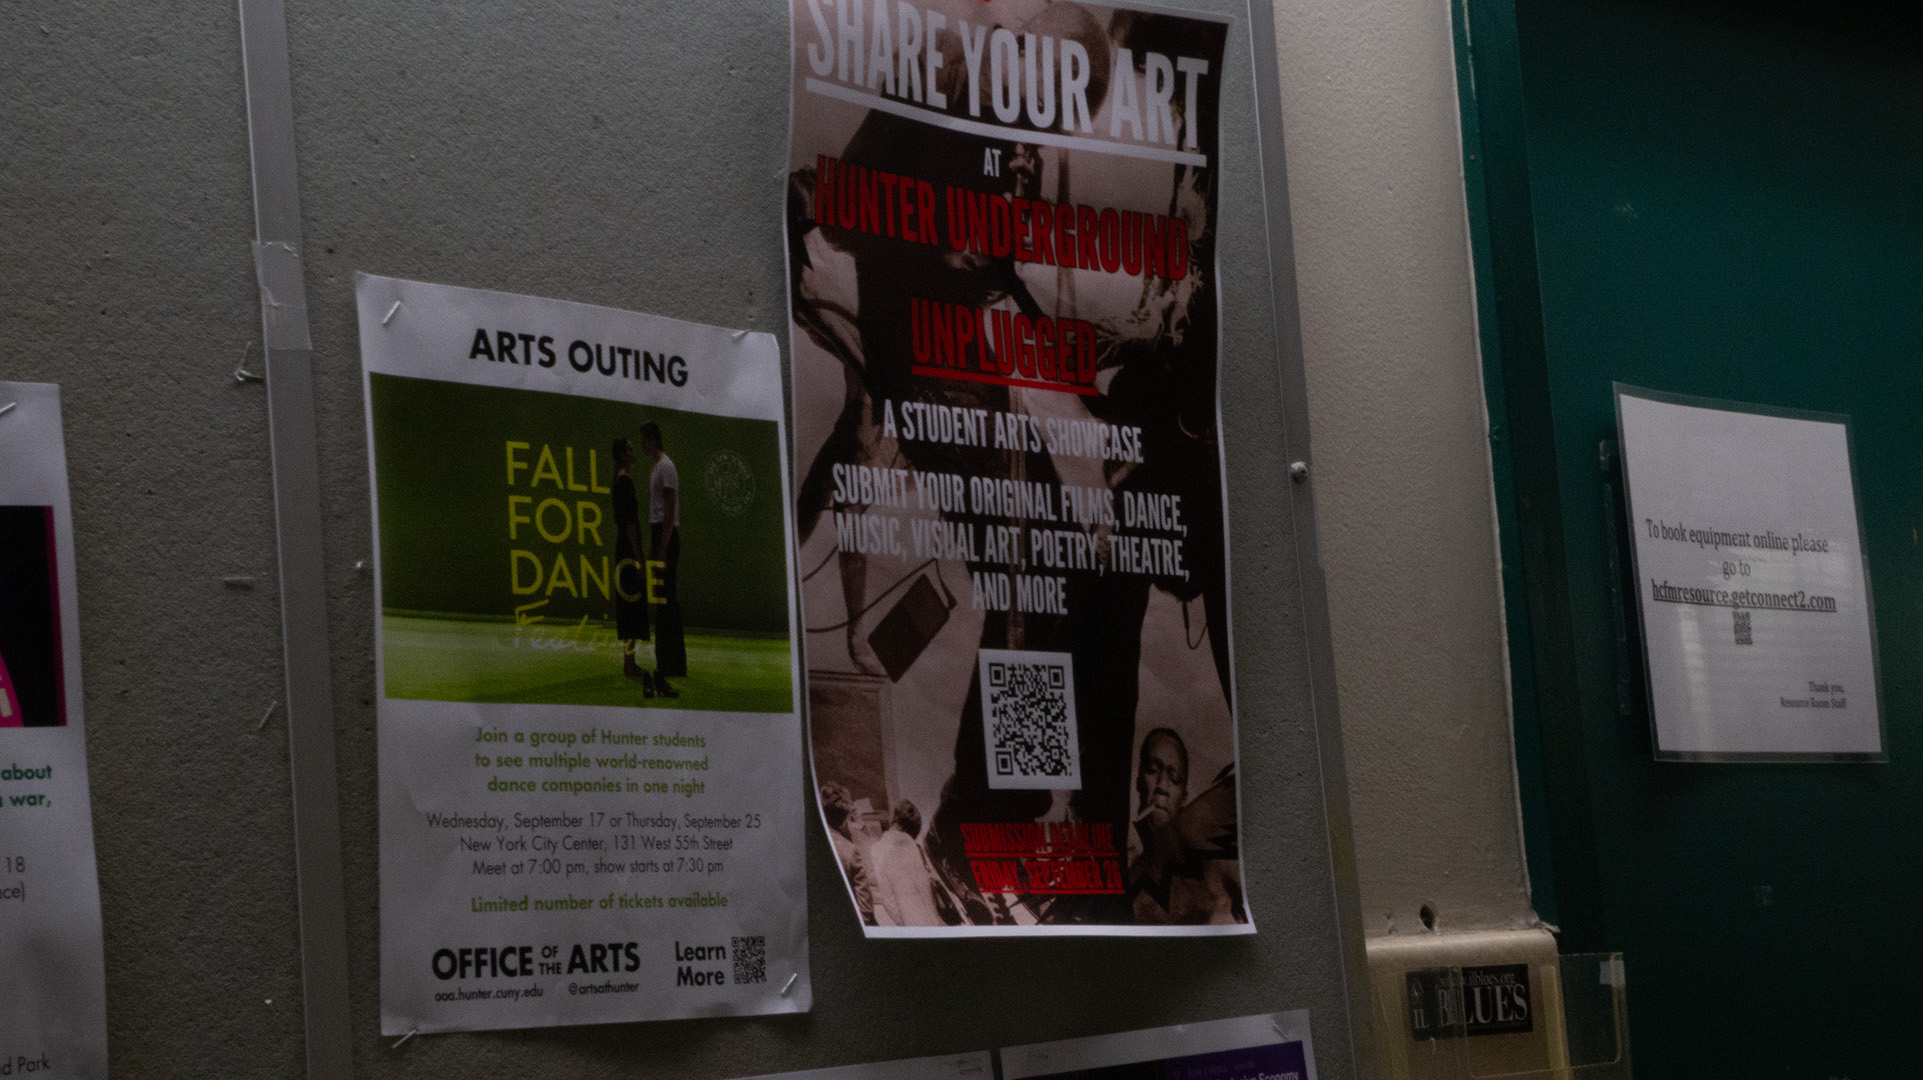 about
war,
18
nd Park
ARTS OUTING
FALL
FOR
DANCE
Festival
Join a group of Hunter students
to see multiple world-renowned
dance companies in one night
Wednesday, September 17 or Thursday, September 25
New York City Center, 131 West 55th Street
Meet at 7:00 pm, show starts at 7:30 pm
Limited number of tickets available
OFFICE OF THE ARTS
ooa.hunter.cuny.edu @artsathunter
Learn
More
SHARE YOUR ART
AT
HUNTER UNDERGROUND
UNPLUGGED
A STUDENT ARTS SHOWCASE
SUBMIT YOUR ORIGINAL FILMS, DANCE,
MUSIC, VISUAL ART, POETRY, THEATRE,
AND MORE
SUBMISSION DEADLINE
FRIDAY, SEPTEMBER 26
To book equipment online please
go to
hcfmresource.getconnect2.com
Thank you,
Resource Room Staff
BLUES
Economy